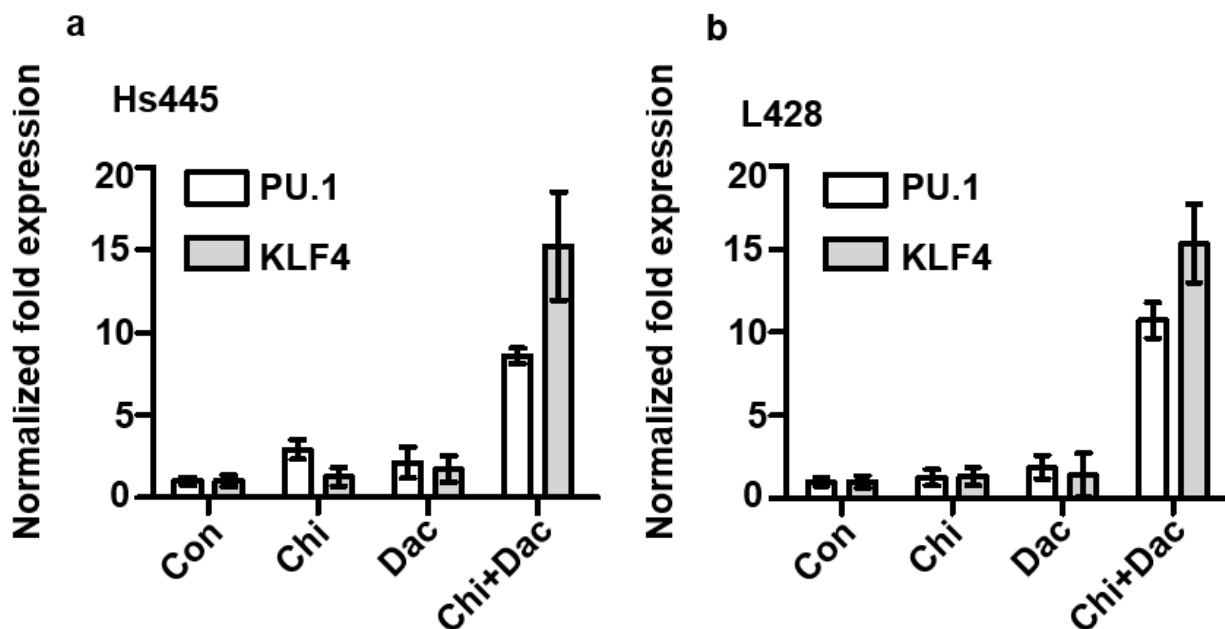 a
Normalized fold expression
Hs445
PU.1
KLF4
20
15
10
5
0
Con
Chi
Dac
Chi+Dac
b
Normalized fold expression
L428
PU.1
KLF4
20
15
10
5
0
Con
Chi
Dac
Chi+Dac